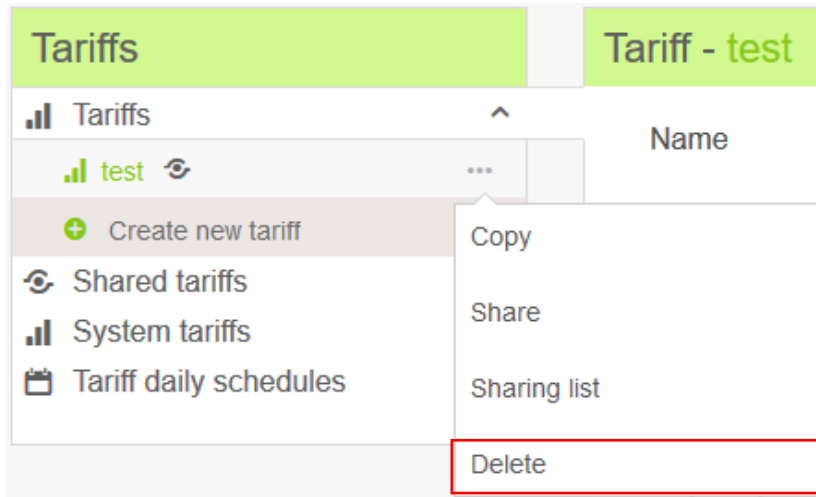 Tariffs
Tariff - test
Tariffs
Name
test
Create new tariff
Copy
Shared tariffs
Share
System tariffs
Tariff daily schedules
Sharing list
Delete